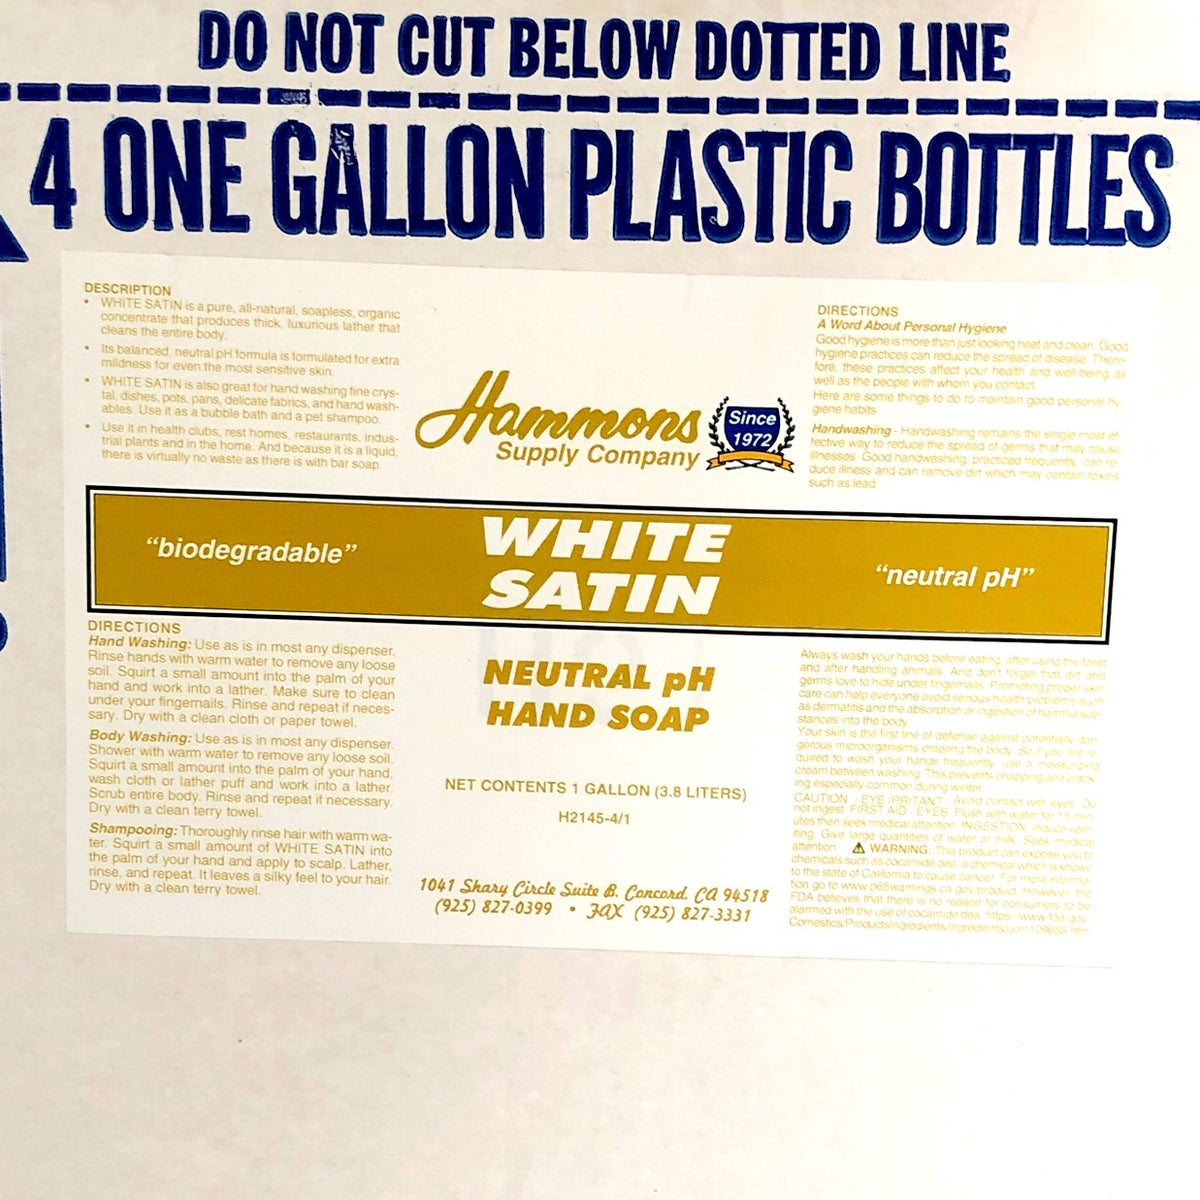 DO NOT CUT BELOW DOTTED LINE
4 ONE GALLON PLASTIC BOTTLES
DESCRIPTION
• WHITE SATIN is a pure, all-natural, soapless, organic
concentrate that produces thick, luxurious lather that
cleans the entire body.
• Its balanced, neutral pH formula is formulated for extra
mildness for even the most sensitive skin.
• WHITE SATIN is also great for hand washing fine crys-
tal, dishes, pots, pans, delicate fabrics, and hand wash-
ables. Use it as a bubble bath and a pet shampoo.
• Use it in health clubs, rest homes, restaurants, indus-
trial plants and in the home. And because it is a liquid,
there is virtually no waste as there is with bar soap.
Hammons
Supply Company
Since
1972
DIRECTIONS
A Word About Personal Hygiene
Good hygiene is more than just looking neat and clean. Good
hygiene practices can reduce the spread of disease. There-
fore, these practices affect your health and well-being as
well as the people with whom you contact.
Here are some things to do to maintain good personal hy-
giene habits.
Handwashing - Handwashing remains the single most ef-
fective way to reduce the spread of germs that may cause
illnesses. Good handwashing, practiced frequently, can re-
duce illness and can remove dirt which may contain toxins
such as lead.
"biodegradable"
WHITE
SATIN
"neutral pH"
DIRECTIONS
Hand Washing: Use as is in most any dispenser.
Rinse hands with warm water to remove any loose
soil. Squirt a small amount into the palm of your
hand and work into a lather. Make sure to clean
under your fingernails. Rinse and repeat if neces-
sary. Dry with a clean cloth or paper towel.
Body Washing: Use as is in most any dispenser.
Shower with warm water to remove any loose soil.
Squirt a small amount into the palm of your hand,
wash cloth or lather puff and work into a lather.
Scrub entire body. Rinse and repeat if necessary.
Dry with a clean terry towel.
Shampooing: Thoroughly rinse hair with warm wa-
ter. Squirt a small amount of WHITE SATIN into
the palm of your hand and apply to scalp. Lather,
rinse, and repeat. It leaves a silky feel to your hair.
Dry with a clean terry towel.
NEUTRAL pH
HAND SOAP
NET CONTENTS 1 GALLON (3.8 LITERS)
H2145-4/1
1041 Shary Circle Suite B, Concord, CA 94518
(925) 827-0399 • FAX (925) 827-3331
Always wash your hands before eating, after using the toilet
and after handling animals. And don't forget that dirt and
germs love to hide under fingernails. Promoting proper skin
care can help everyone avoid serious health problems such
as dermatitis and the absorption or ingestion of harmful sub-
stances into the body.
Your skin is the first line of defense against potentially dan-
gerous microorganisms entering the body. So if you are re-
quired to wash your hands frequently, use a moisturizing
cream between washing. This prevents chapping and crack-
ing especially common during winter.
CAUTION - EYE IRRITANT - Avoid contact with eyes. Do
not ingest. FIRST AID - EYES: Flush with water for 15 min-
utes then seek medical attention. INGESTION: Induce vom-
iting. Give large quantities of water or milk. Seek medical
attention. ⚠ WARNING: This product can expose you to
chemicals such as cocamide dea, a chemical which is known
to the state of California to cause cancer. For more informa-
tion go to www.p65warnings.ca.gov/product. However, the
FDA believes that there is no reason for consumers to be
alarmed with the use of cocamide dea. https://www.fda.gov/
Cosmetics/ProductsIngredients/Ingredients/ucm109655.htm